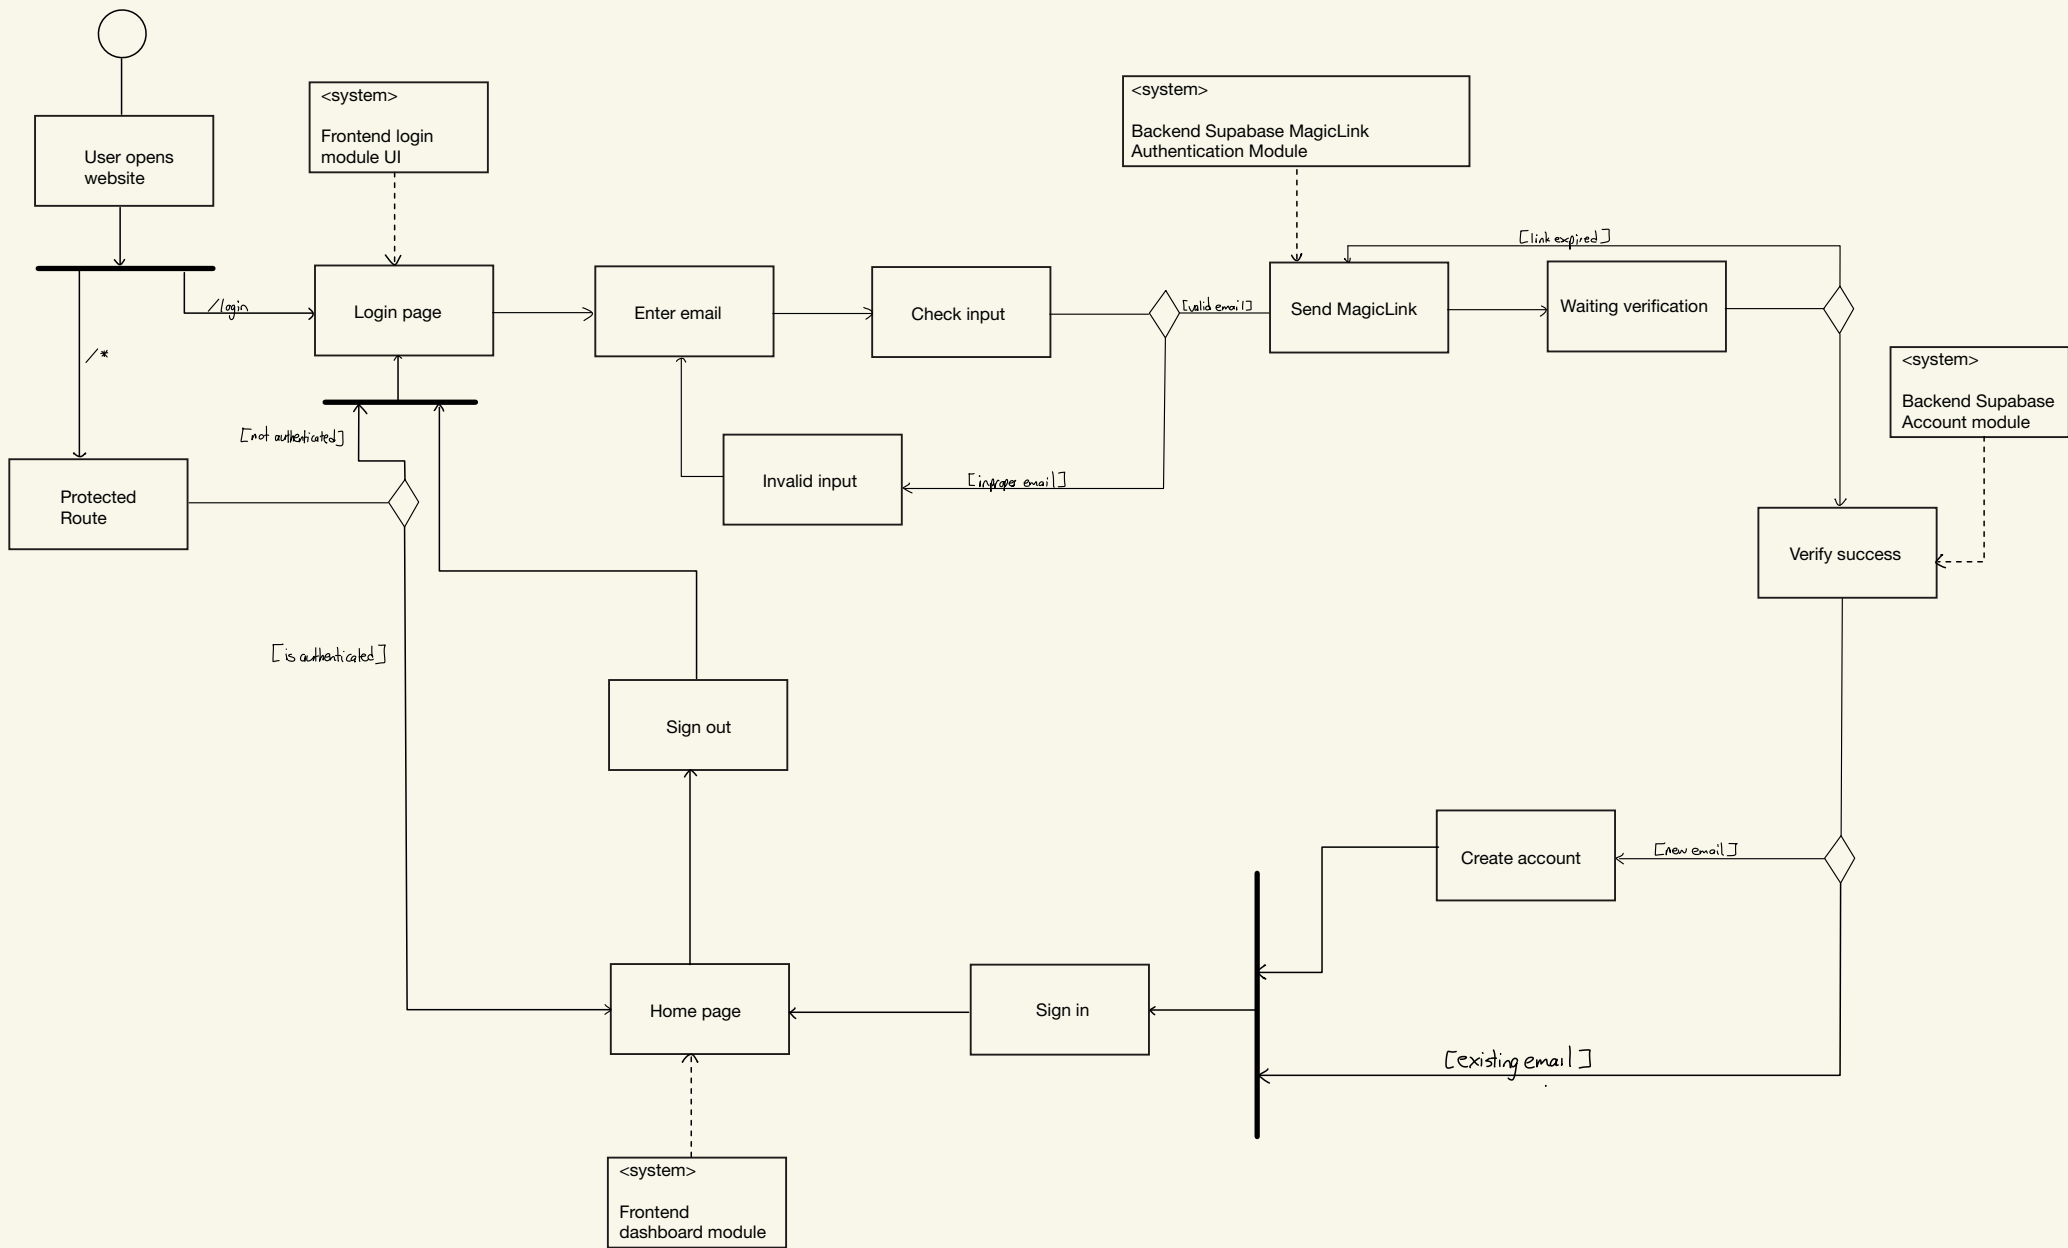 <system>
Frontend login
module UI
<system>
Backend Supabase MagicLink
Authentication Module
User opens
website
[link expired]
/login
Login page
Enter email
Check input
[valid email]
Send MagicLink
Waiting verification
/*
<system>
Backend Supabase
Account module
[not authenticated]
Protected
Route
Invalid input
[inproper email]
Verify success
[is authenticated]
Sign out
Create account
[new email]
Home page
Sign in
[existing email]
<system>
Frontend
dashboard module